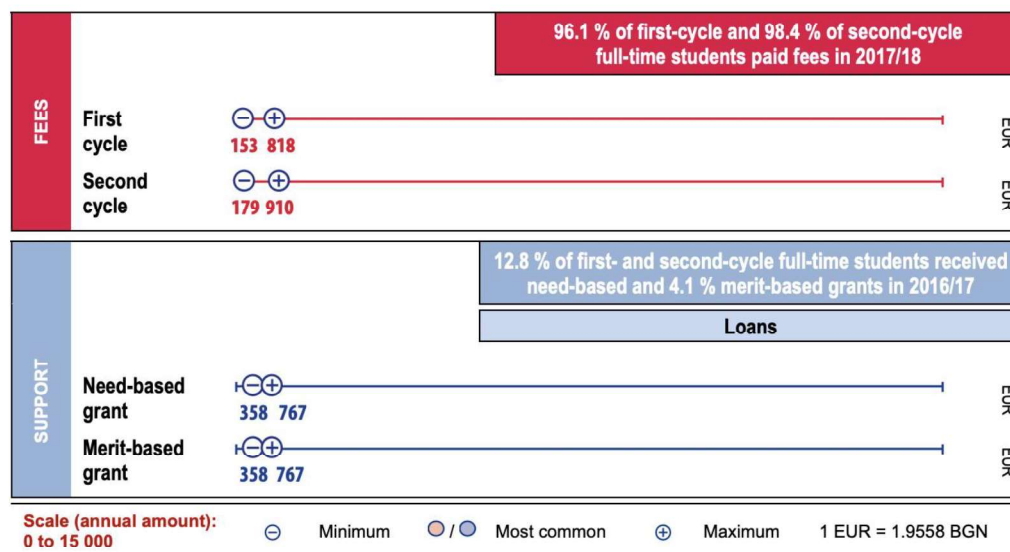 96.1 % of first-cycle and 98.4 % of second-cycle
full-time students paid fees in 2017/18
FEES
First
cycle
153 818
EUR
Second
cycle
179 910
EUR
12.8 % of first- and second-cycle full-time students received
need-based and 4.1 % merit-based grants in 2016/17
Loans
SUPPORT
Need-based
grant
358 767
EUR
Merit-based
grant
358 767
EUR
Scale (annual amount):
0 to 15 000
Minimum / Most common Maximum 1 EUR = 1.9558 BGN